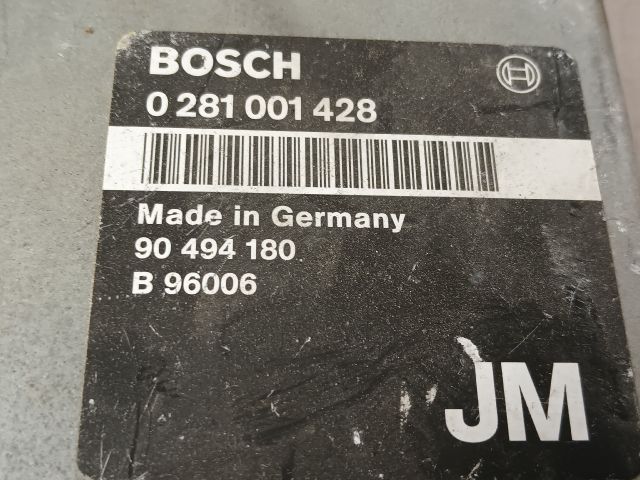 BOSCH
0 281 001 428
Made in Germany
90 494 180
B 96006
JM